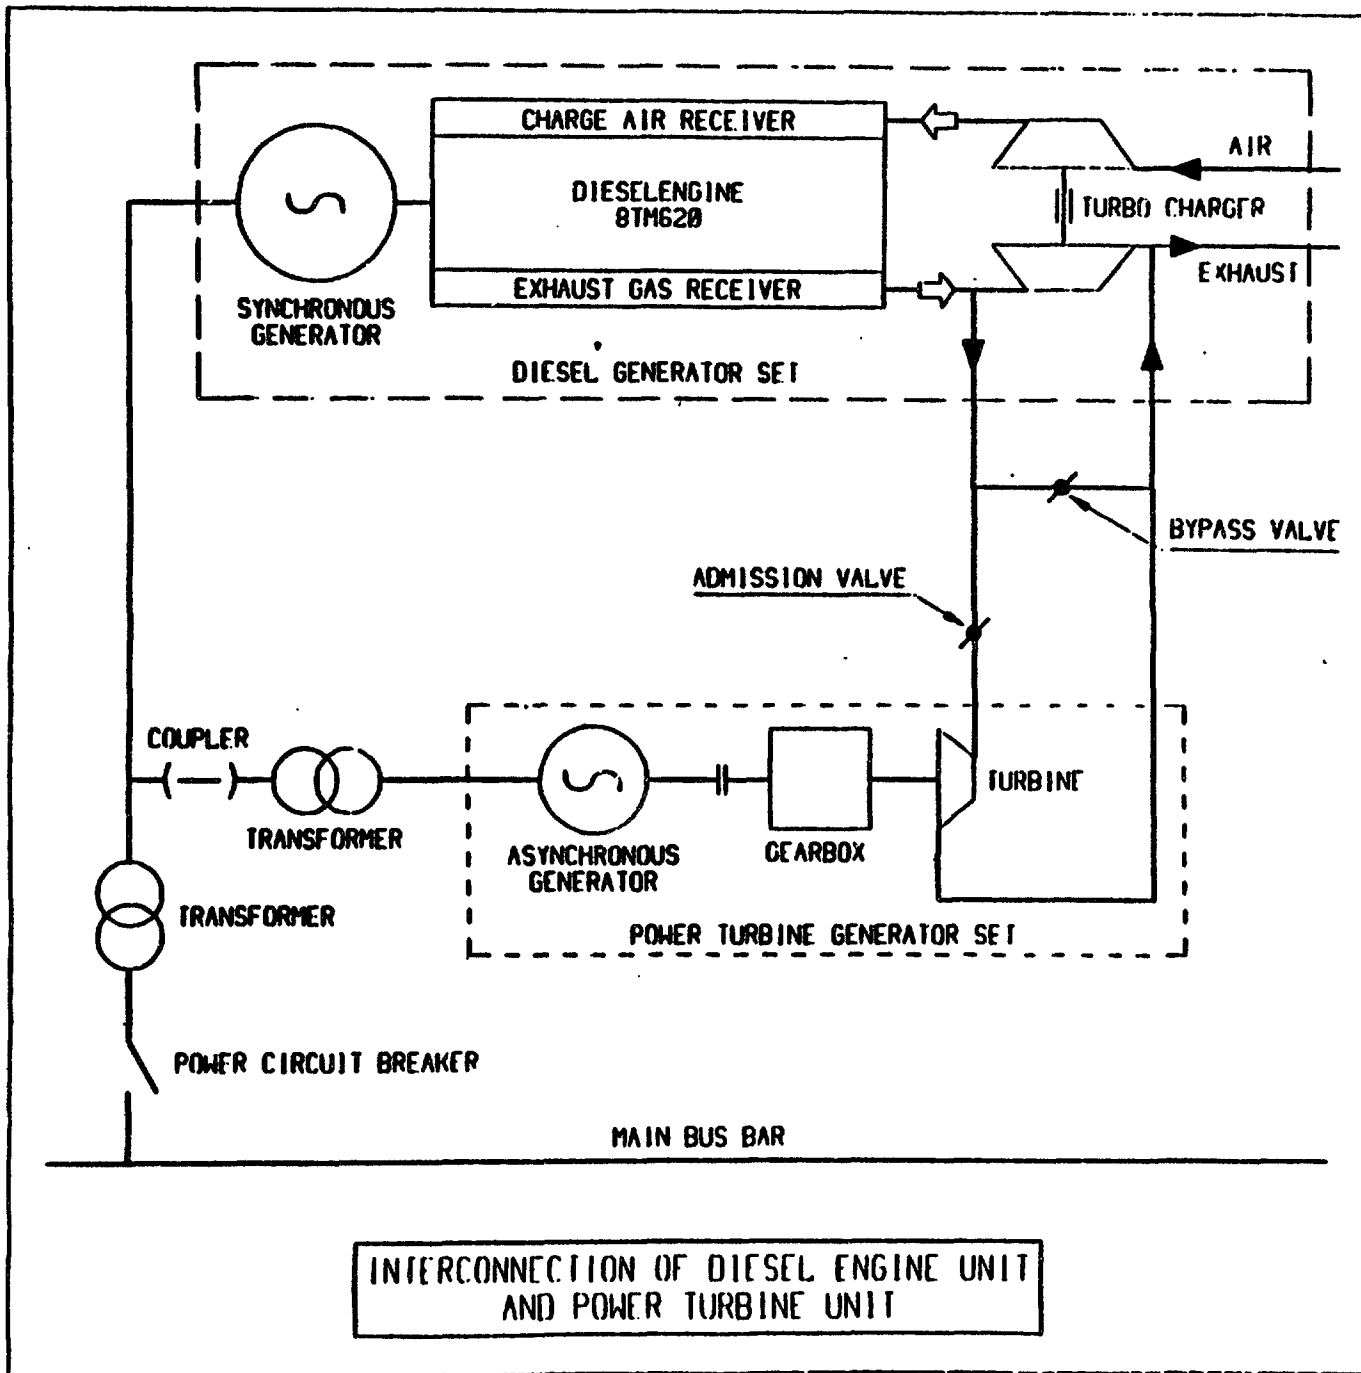 CHARGE AIR RECEIVER
AIR
DIESELENGINE
8TM620
TURBO CHARGER
EXHAUST GAS RECEIVER
EXHAUST
SYNCHRONOUS
GENERATOR
DIESEL GENERATOR SET
BYPASS VALVE
ADMISSION VALVE
COUPLER
TRANSFORMER
TURBINE
ASYNCHRONOUS
GENERATOR
GEARBOX
TRANSFORMER
POWER TURBINE GENERATOR SET
POWER CIRCUIT BREAKER
MAIN BUS BAR
INTERCONNECTION OF DIESEL ENGINE UNIT
AND POWER TURBINE UNIT